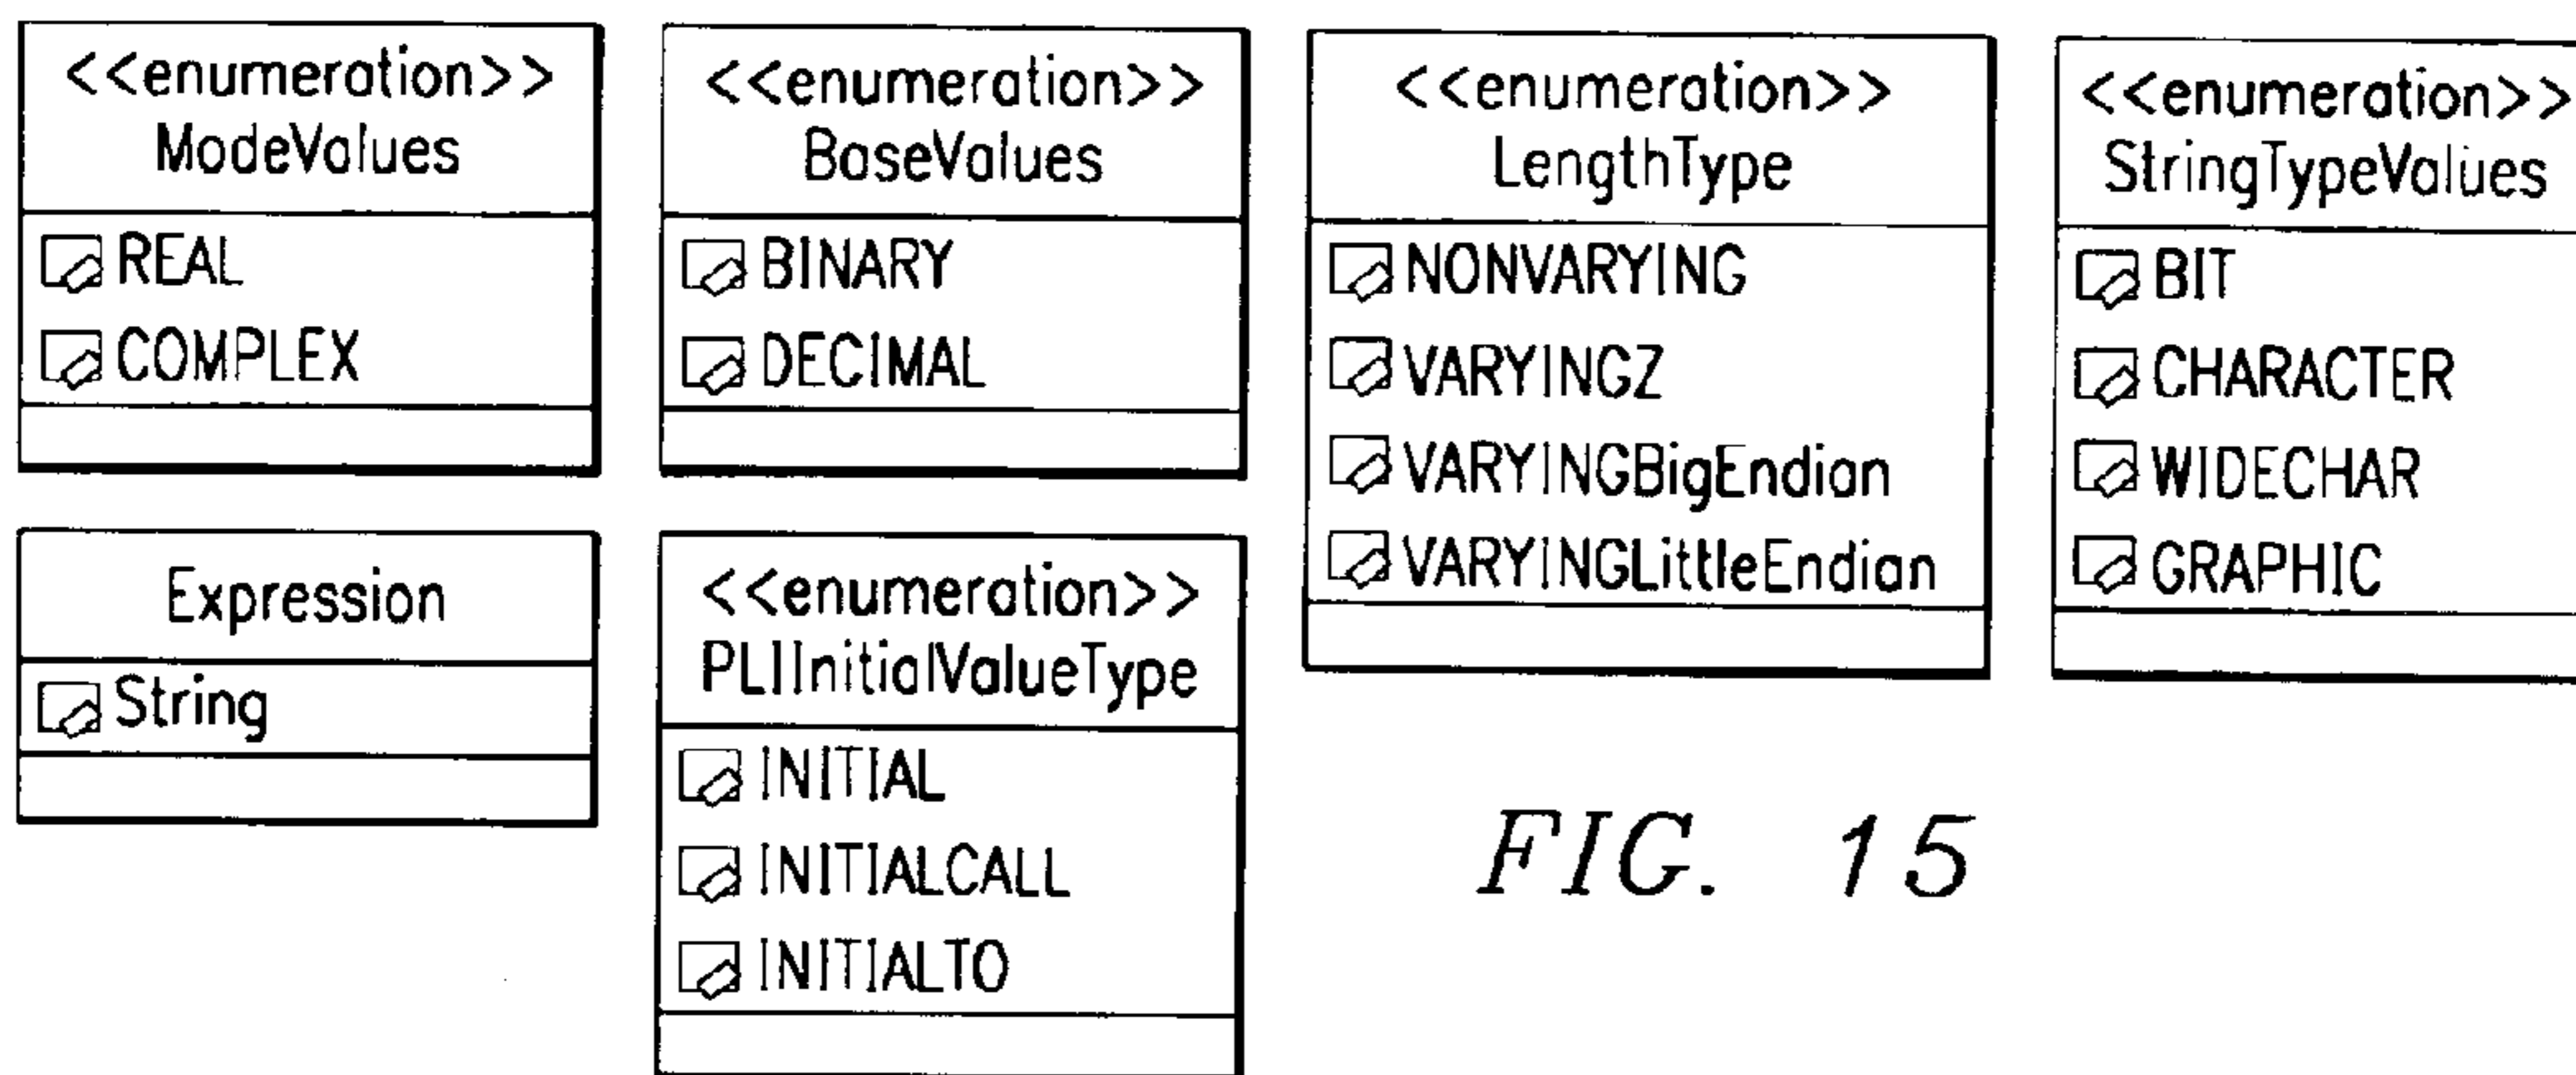 <<enumeration>>
ModeValues
REAL
COMPLEX
<<enumeration>>
BaseValues
BINARY
DECIMAL
<<enumeration>>
LengthType
NONVARYING
VARYINGZ
VARYINGBigEndian
VARYINGLittleEndian
<<enumeration>>
StringTypeValues
BIT
CHARACTER
WIDECHAR
GRAPHIC
Expression
String
<<enumeration>>
PLIInitialValueType
INITIAL
INITIALCALL
INITIALTO
FIG. 15